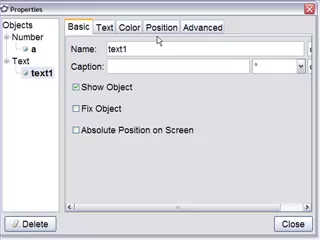 Properties
Objects
Number
a
Text
text1
Basic Text Color Position Advanced
Name: text1
Caption:
Show Object
Fix Object
Absolute Position on Screen
Delete
Close